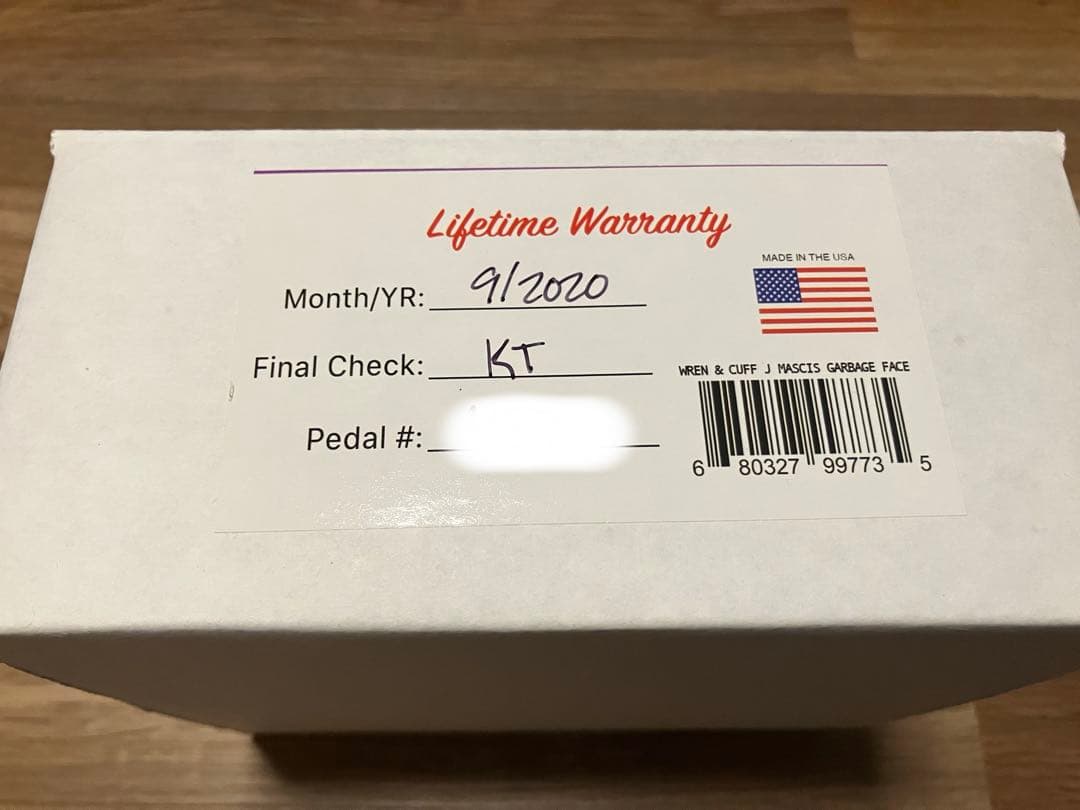 Lifetime Warranty
MADE IN THE USA
Month/YR: 9/2020
Final Check: KT
WREN & CUFF J MASCIS GARBAGE FACE
Pedal #:
6 80327 99773 5